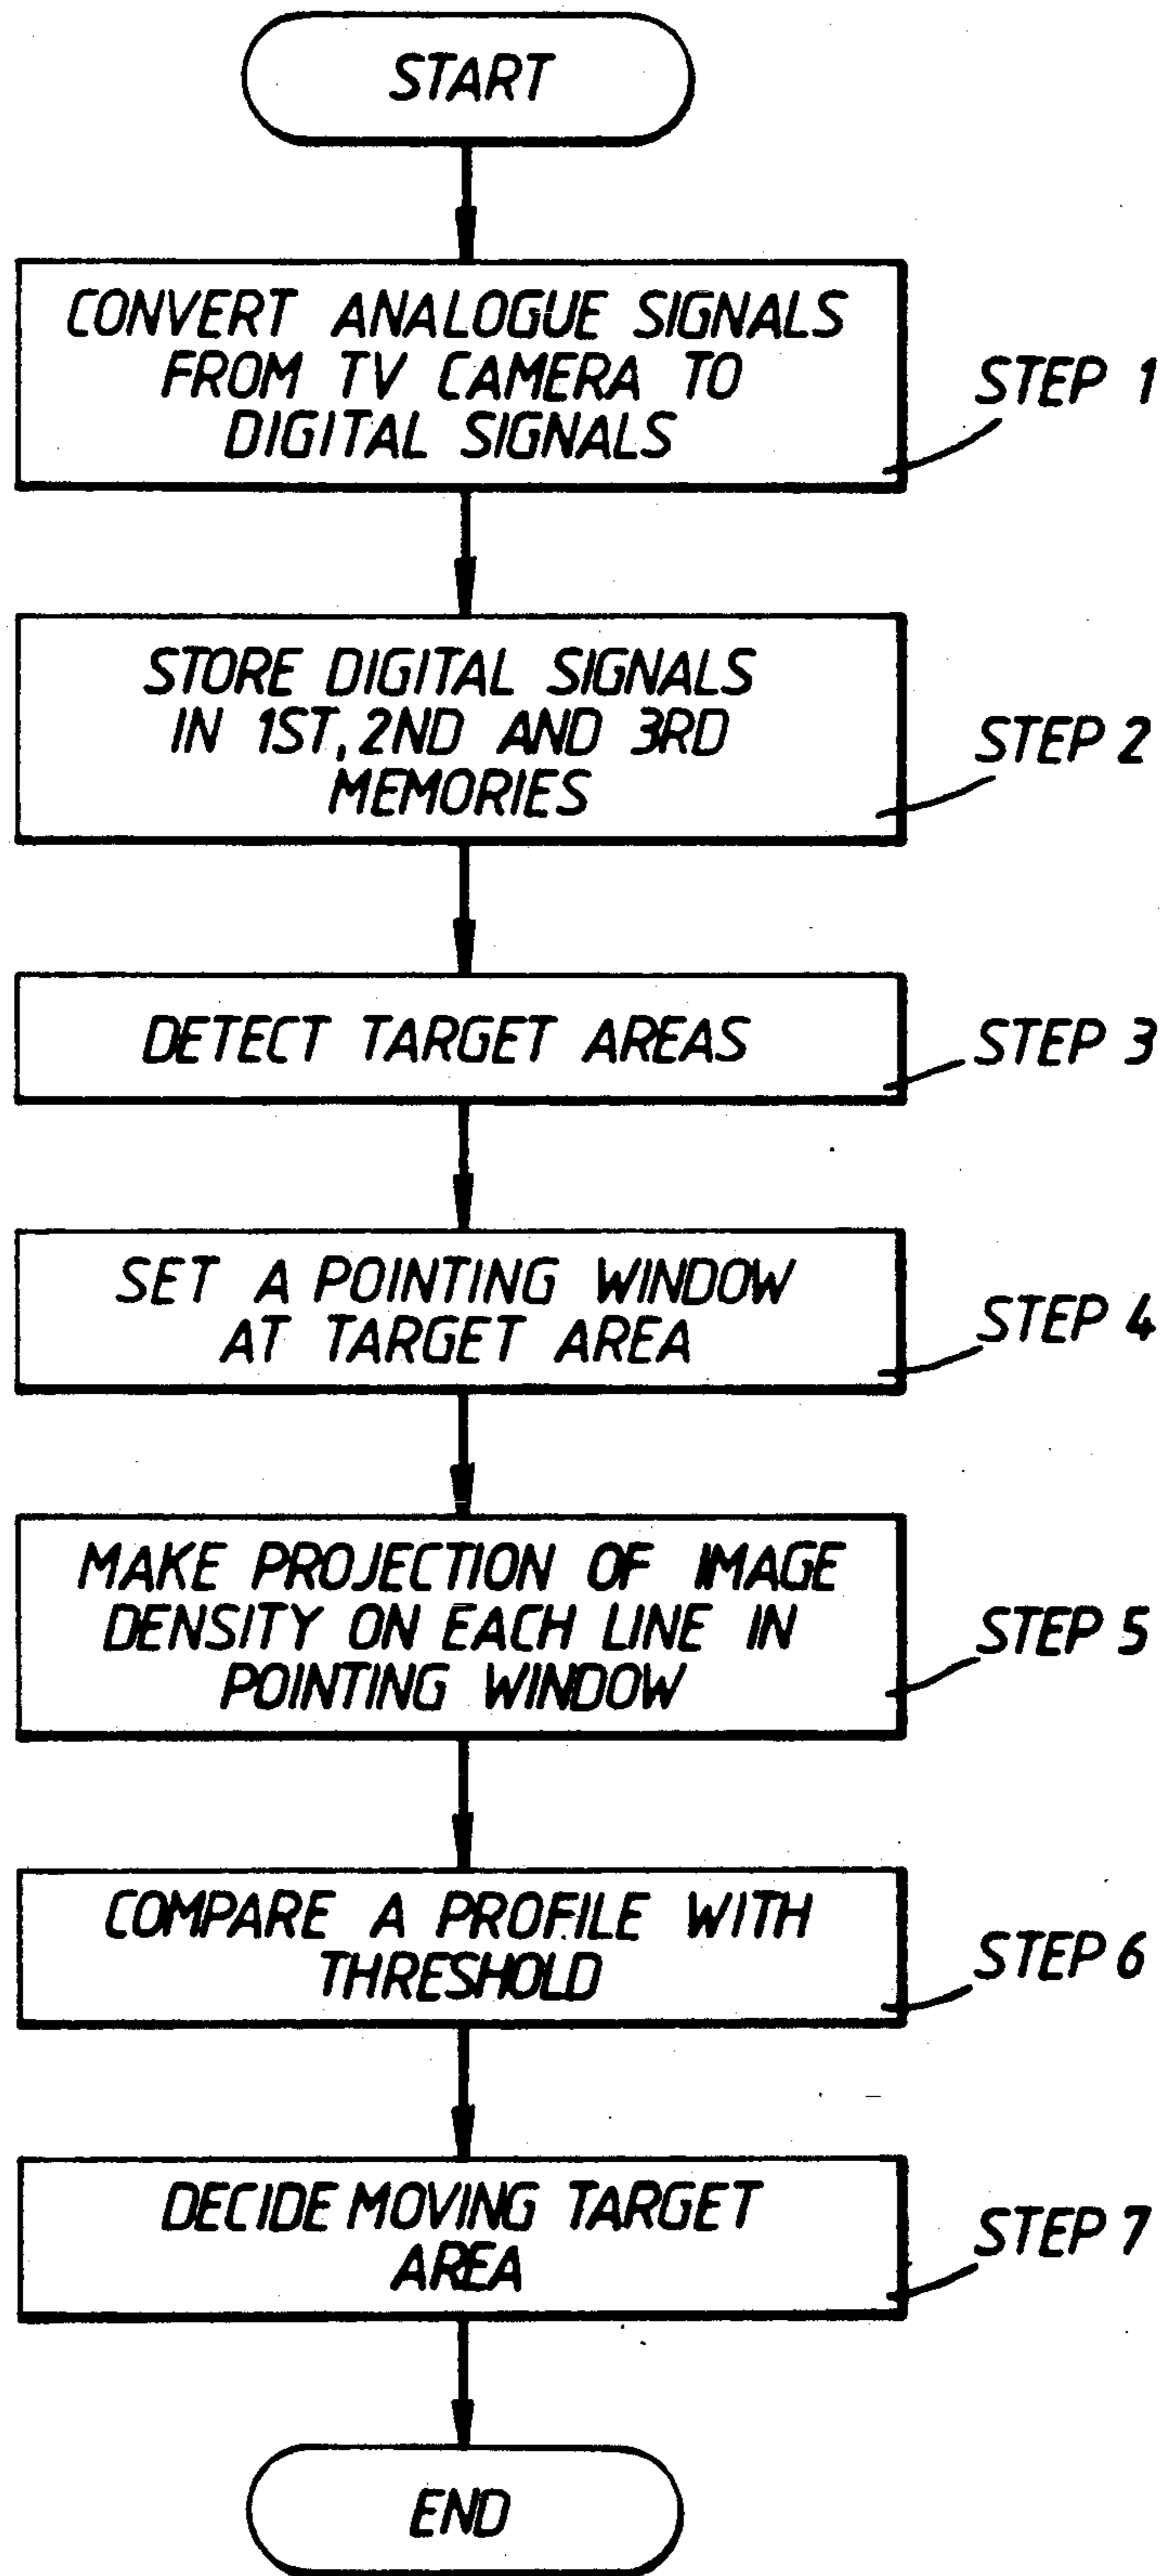 START
CONVERT ANALOGUE SIGNALS
FROM TV CAMERA TO
DIGITAL SIGNALS
STEP 1
STORE DIGITAL SIGNALS
IN 1ST, 2ND AND 3RD
MEMORIES
STEP 2
DETECT TARGET AREAS
STEP 3
SET A POINTING WINDOW
AT TARGET AREA
STEP 4
MAKE PROJECTION OF IMAGE
DENSITY ON EACH LINE IN
POINTING WINDOW
STEP 5
COMPARE A PROFILE WITH
THRESHOLD
STEP 6
DECIDE MOVING TARGET
AREA
STEP 7
END